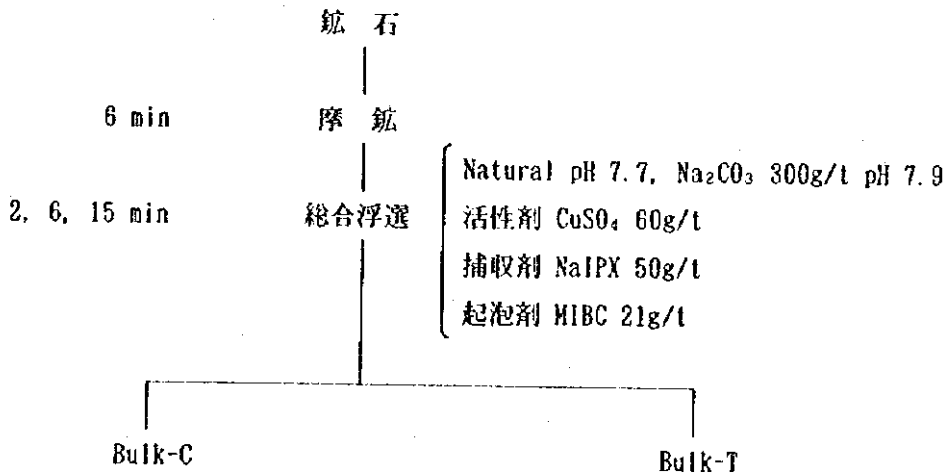 鉱 石
6 min 摩 鉱
Natural pH 7.7, Na₂CO₃ 300g/t pH 7.9
2, 6, 15 min 総合浮選
活性剤 CuSO₄ 60g/t
捕収剤 NaIPX 50g/t
起泡剤 MIBC 21g/t
Bulk-C Bulk-T